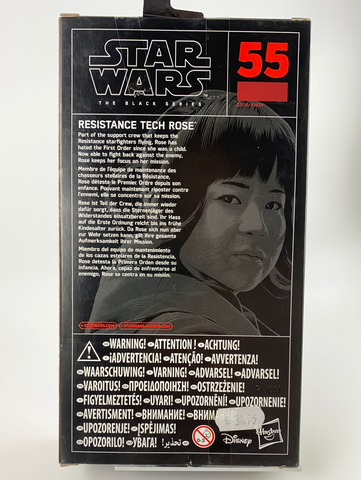 STAR
WARS
THE BLACK SERIES
55
RESISTANCE TECH ROSE
Part of the support crew that keeps the
Resistance starfighters flying, Rose has
hated the First Order since she was a child.
Now able to fight back against the enemy,
Rose keeps her focus on her mission.
Membre de l'équipe de maintenance des
chasseurs stellaires de la Résistance,
Rose déteste le Premier Ordre depuis son
enfance. Pouvant maintenant riposter contre
l'ennemi, elle se concentre sur sa mission.
Rose ist Teil der Crew, die immer wieder
dafür sorgt, dass die Sternenjäger des
Widerstandes einsatzbereit sind. Ihr Hass
auf die Erste Ordnung reicht bis ins frühe
Kindesalter zurück. Da Rose sich nun aber
zur Wehr setzen kann, gilt ihre gesamte
Aufmerksamkeit ihrer Mission.
Miembro del equipo de mantenimiento
de los cazas estelares de la Resistencia,
Rose detesta la Primera Orden desde su
infancia. Ahora, capaz de enfrentarse al
enemigo, Rose se centra en su misión.
•WARNING! •ATTENTION! •ACHTUNG!
•¡ADVERTENCIA! •ATENÇÃO! •AVVERTENZA!
•WAARSCHUWING! •VARNING! •ADVARSEL! •ADVARSEL!
•VAROITUS! •ΠΡΟΕΙΔΟΠΟΙΗΣΗ! •OSTRZEŻENIE!
•FIGYELMEZTETÉS! •UYARI! •UPOZORNĚNÍ! •UPOZORNENIE!
•AVERTISMENT! •ВНИМАНИЕ! •ВНИМ
•UPOZORENJE! •ĮSPĖJIMAS!
•OPOZORILO! •УВАГА! •تحذير!
0-3
Disney
Hasbro